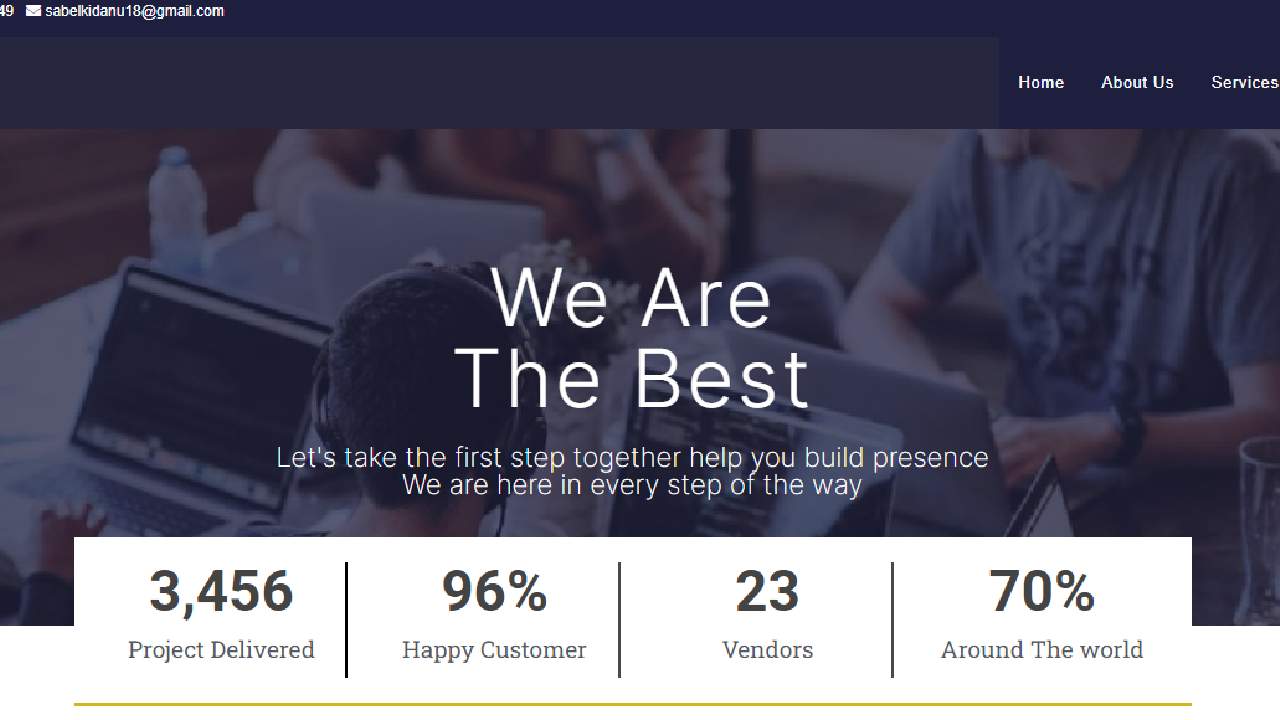 49 sabelkidanu18@gmail.com
Home About Us Services
We Are
The Best
Let's take the first step together help you build presence
We are here in every step of the way
3,456 96% 23 70%
Project Delivered Happy Customer Vendors Around The world